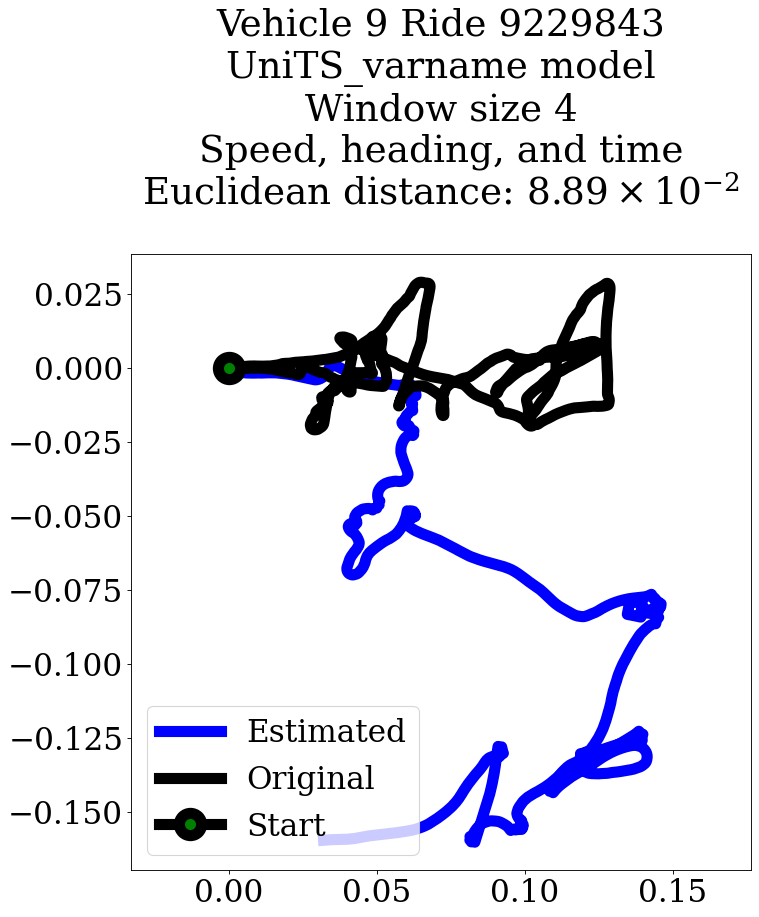 Vehicle 9 Ride 9229843
UniTS_varname model
Window size 4
Speed, heading, and time
Euclidean distance: 8.89 × 10⁻²
0.025
0.000
−0.025
−0.050
−0.075
−0.100
−0.125
−0.150
Estimated
Original
Start
0.00 0.05 0.10 0.15